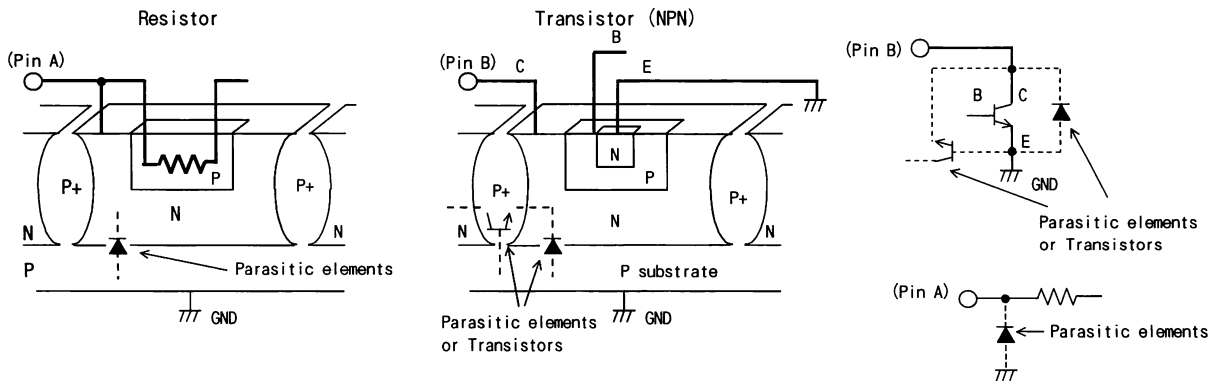 Resistor
(Pin A)
P
P+
P+
N
N
N
P
Parasitic elements
GND
Transistor (NPN)
B
(Pin B)
C
E
N
P
P+
P+
N
N
N
P substrate
GND
Parasitic elements
or Transistors
(Pin B)
B
C
E
GND
Parasitic elements
or Transistors
(Pin A)
Parasitic elements